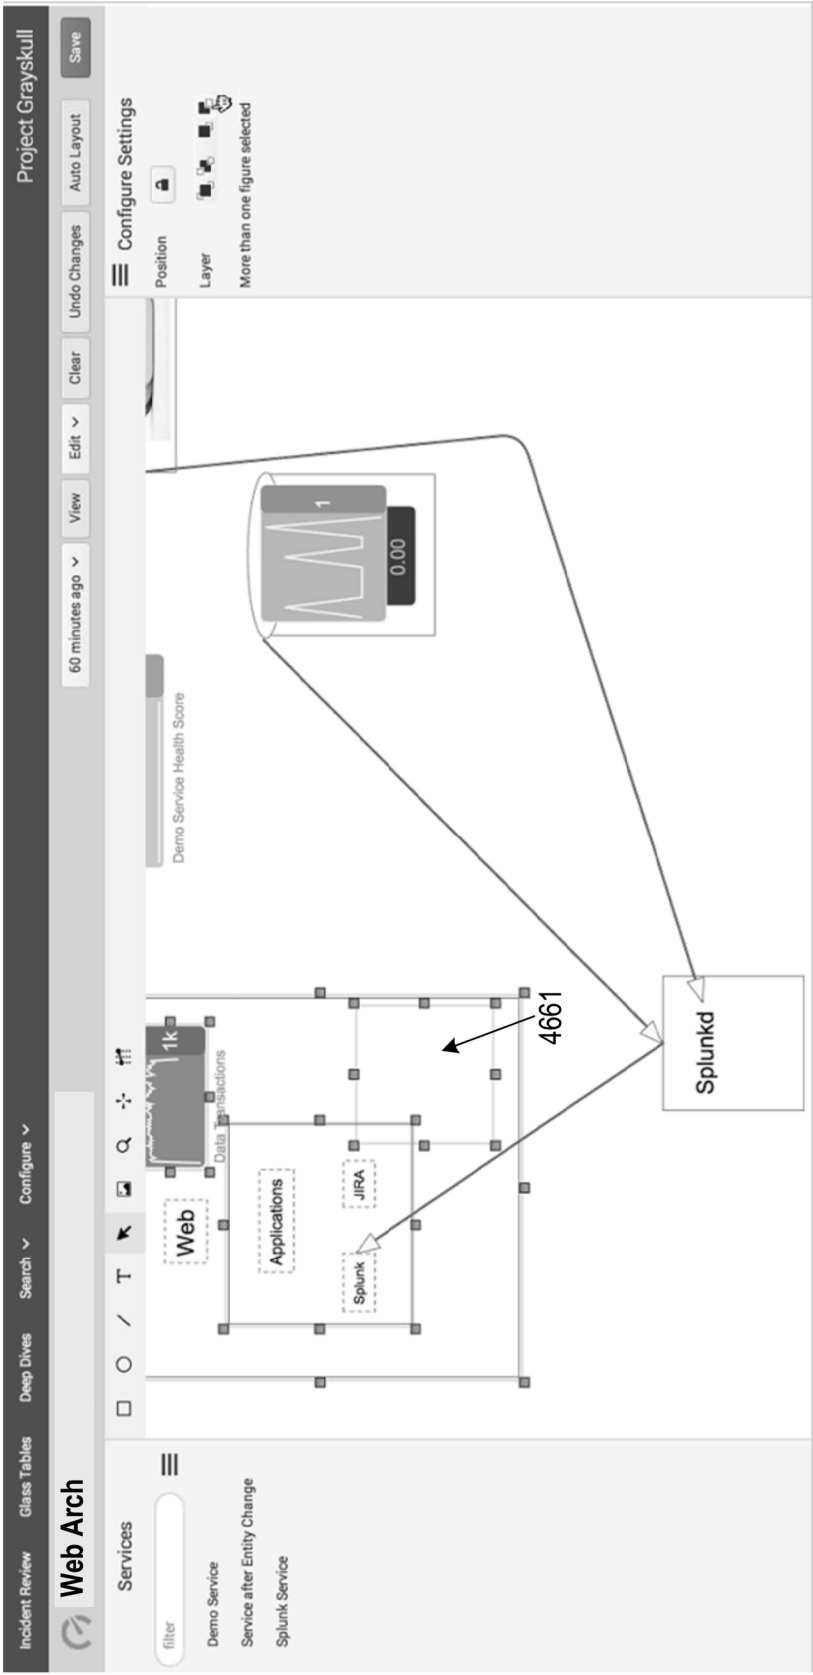 Incident Review Glass Tables Deep Dives Search Configure Project Grayskull
Web Arch
60 minutes ago View Edit Clear Undo Changes Auto Layout Save
Services
filter
Demo Service
Service after Entity Change
Splunk Service
T
Configure Settings
Position
Layer
More than one figure selected
1k
Data Transactions
Web
Applications
Splunk
JIRA
Demo Service Health Score
1
0.00
4661
Splunkd